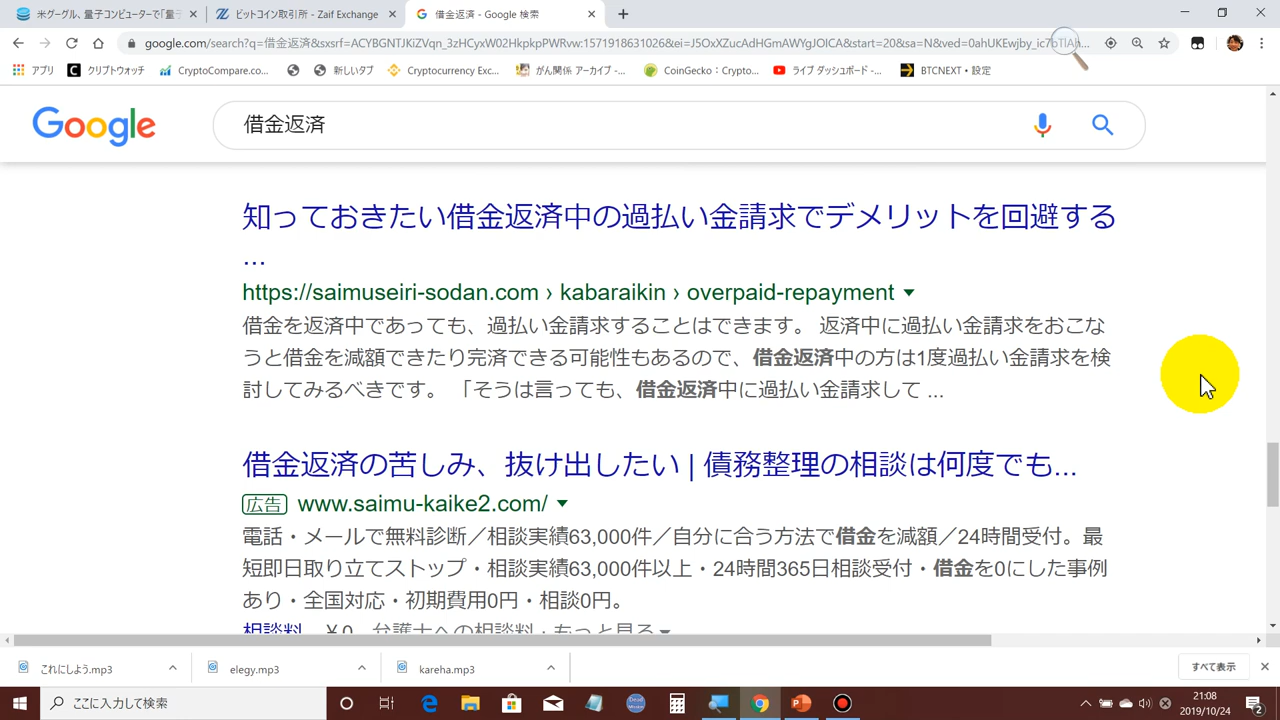 米グーグル、量子コンピューターで「量子
ビットコイン取引所 - Zaif Exchange
借金返済 - Google 検索
google.com/search?q=借金返済&sxsrf=
アプリ
クリプトウォッチ
CryptoCompare.co...
新しいタブ
Cryptocurrency Exc...
がん関係 アーカイブ - ...
CoinGecko：Crypto...
ライブ ダッシュボード - ...
BTCNEXT • 設定
Google
借金返済
知っておきたい借金返済中の過払い金請求でデメリットを回避する
...
https://saimuseiri-sodan.com › kabaraikin › overpaid-repayment
借金を返済中であっても、過払い金請求することはできます。 返済中に過払い金請求をおこな
うと借金を減額できたり完済できる可能性もあるので、借金返済中の方は1度過払い金請求を検
討してみるべきです。 「そうは言っても、借金返済中に過払い金請求して ...
借金返済の苦しみ、抜け出したい | 債務整理の相談は何度でも...
広告 www.saimu-kaike2.com/
電話・メールで無料診断／相談実績63,000件／自分に合う方法で借金を減額／24時間受付。最
短即日取り立てストップ・相談実績63,000件以上・24時間365日相談受付・借金を0にした事例
あり・全国対応・初期費用0円・相談0円。
相談料 ¥0 弁護士への相談料・もっと見る
これにしよう.mp3
elegy.mp3
kareha.mp3
すべて表示
ここに入力して検索
21:08
2019/10/24
2